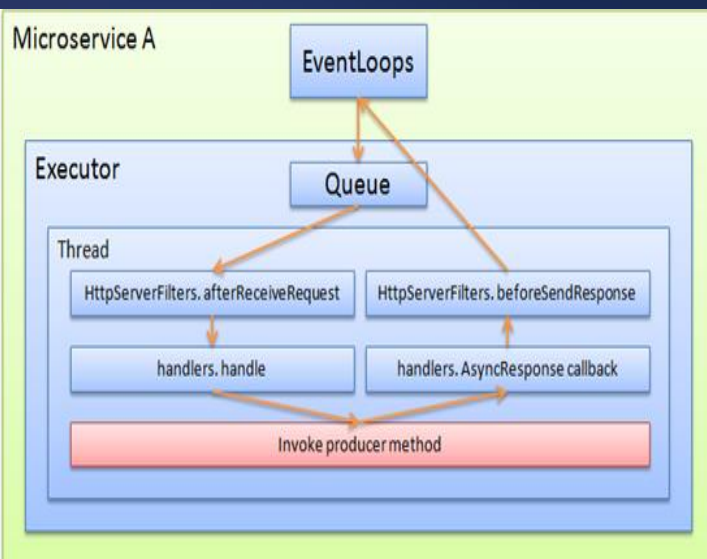 Microservice A
EventLoops
Executor
Queue
Thread
HttpServerFilters. afterReceiveRequest
HttpServerFilters. beforeSendResponse
handlers. handle
handlers. AsyncResponse callback
Invoke producer method